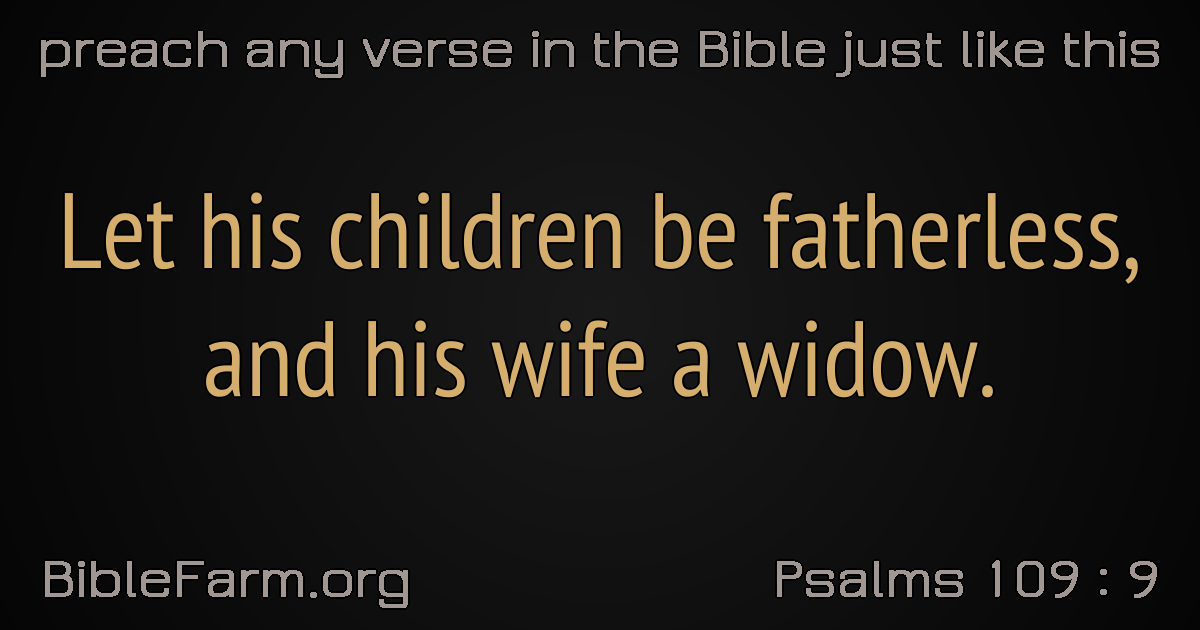 preach any verse in the Bible just like this
Let his children be fatherless,
and his wife a widow.
BibleFarm.org
Psalms 109 : 9